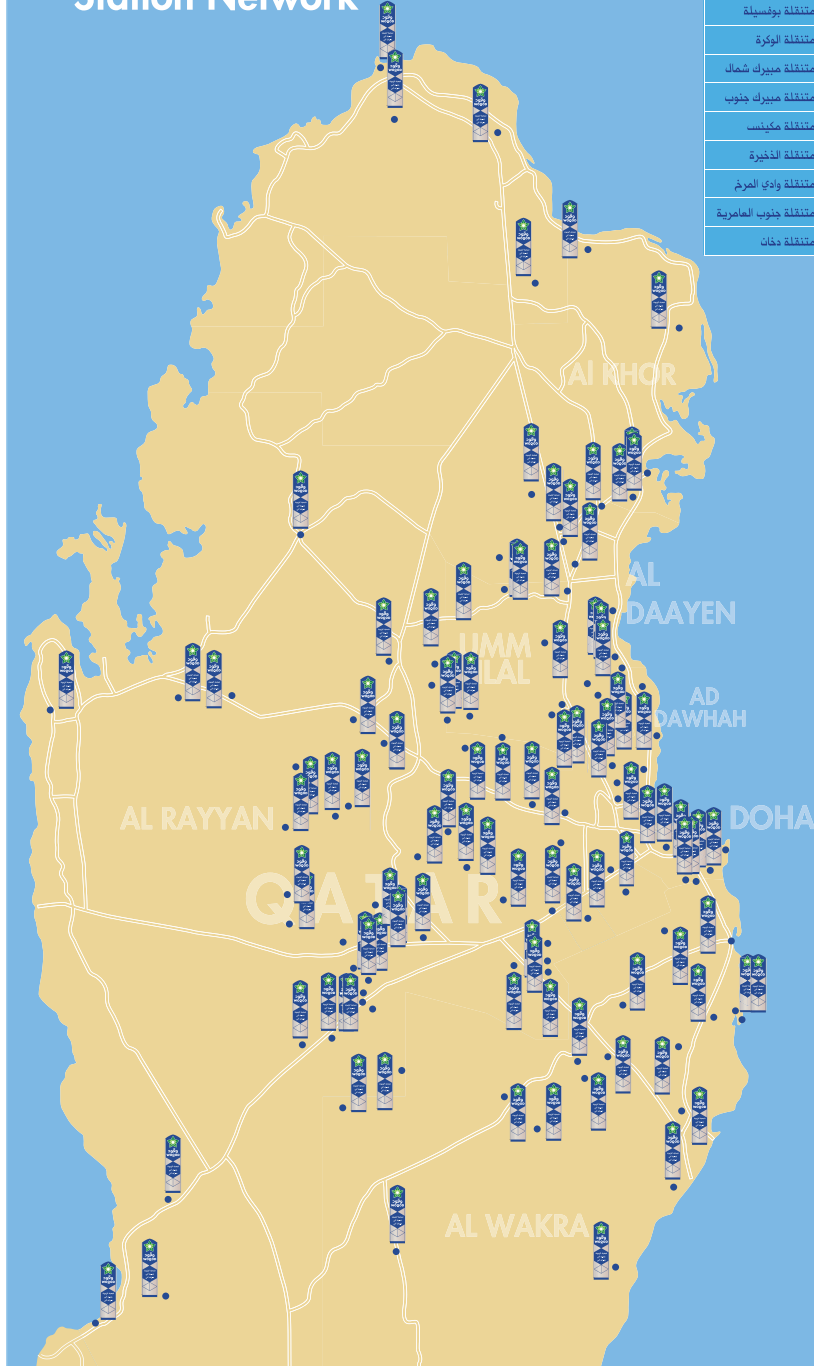 Station Network
متنقلة بوفسيلة
متنقلة الوكرة
متنقلة مبيرك شمال
متنقلة مبيرك جنوب
متنقلة مكينس
متنقلة الذخيرة
متنقلة وادي المرخ
متنقلة جنوب العامرية
متنقلة دخان
Al KHOR
AL
DAAYEN
UMM
LAL
AD
DAWHAH
AL RAYYAN
DOHA
QATAR
AL WAKRA